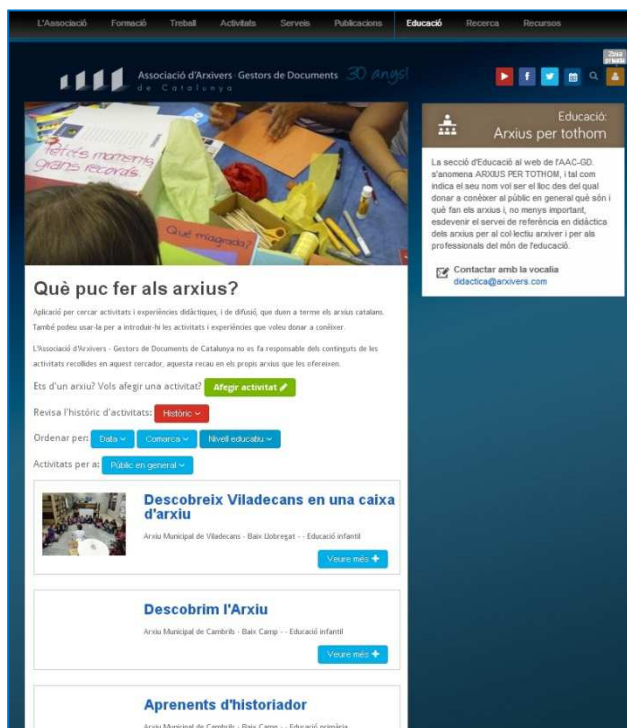 L'Associació Formació Treball Activitats Serveis Publicacions Educació Recerca Recursos
Zona privada
Associació d'Arxivers · Gestors de Documents
de Catalunya
30 anys!
fets, moments,
grans records.
Què m'agrada?
Educació:
Arxius per tothom
La secció d'Educació al web de l'AAC-GD
s'anomena ARXIUS PER TOTHOM, i tal com
indica el seu nom vol ser el lloc des del qual
donar a conèixer al públic en general què són i
què fan els arxius i, no menys important,
esdevenir el servei de referència en didàctica
dels arxius per al col·lectiu arxiver i per als
professionals del món de l'educació.
Contactar amb la vocalia
didactica@arxivers.com
Què puc fer als arxius?
Aplicació per cercar activitats i experiències didàctiques, i de difusió, que duen a terme els arxius catalans.
També podeu usar-la per a introduir-hi les activitats i experiències que voleu donar a conèixer.
L'Associació d'Arxivers - Gestors de Documents de Catalunya no es fa responsable dels continguts de les
activitats recollides en aquest cercador, aquesta recau en els propis arxius que les ofereixen.
Ets d'un arxiu? Vols afegir una activitat? Afegir activitat
Revisa l'històric d'activitats: Històric
Ordenar per: Data Comarca Nivell educatiu
Activitats per a: Públic en general
Descobreix Viladecans en una caixa
d'arxiu
Arxiu Municipal de Viladecans - Baix Llobregat - - Educació infantil
Veure més
Descobrim l'Arxiu
Arxiu Municipal de Cambrils - Baix Camp - - Educació infantil
Veure més
Aprenents d'historiador
Arxiu Municipal de Cambrils - Baix Camp - - Educació primària